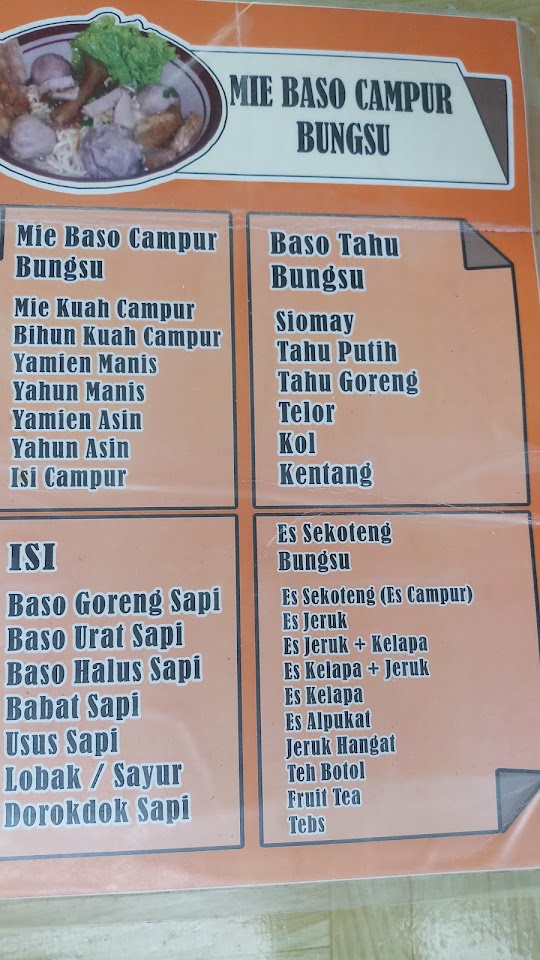 MIE BASO CAMPUR
BUNGSU
Mie Baso Campur
Bungsu
Mie Kuah Campur
Bihun Kuah Campur
Yamien Manis
Yahun Manis
Yamien Asin
Yahun Asin
Isi Campur
Baso Tahu
Bungsu
Siomay
Tahu Putih
Tahu Goreng
Telor
Kol
Kentang
ISI
Baso Goreng Sapi
Baso Urat Sapi
Baso Halus Sapi
Babat Sapi
Usus Sapi
Lobak / Sayur
Dorokdok Sapi
Es Sekoteng
Bungsu
Es Sekoteng (Es Campur)
Es Jeruk
Es Jeruk + Kelapa
Es Kelapa + Jeruk
Es Kelapa
Es Alpukat
Jeruk Hangat
Teh Botol
Fruit Tea
Tebs